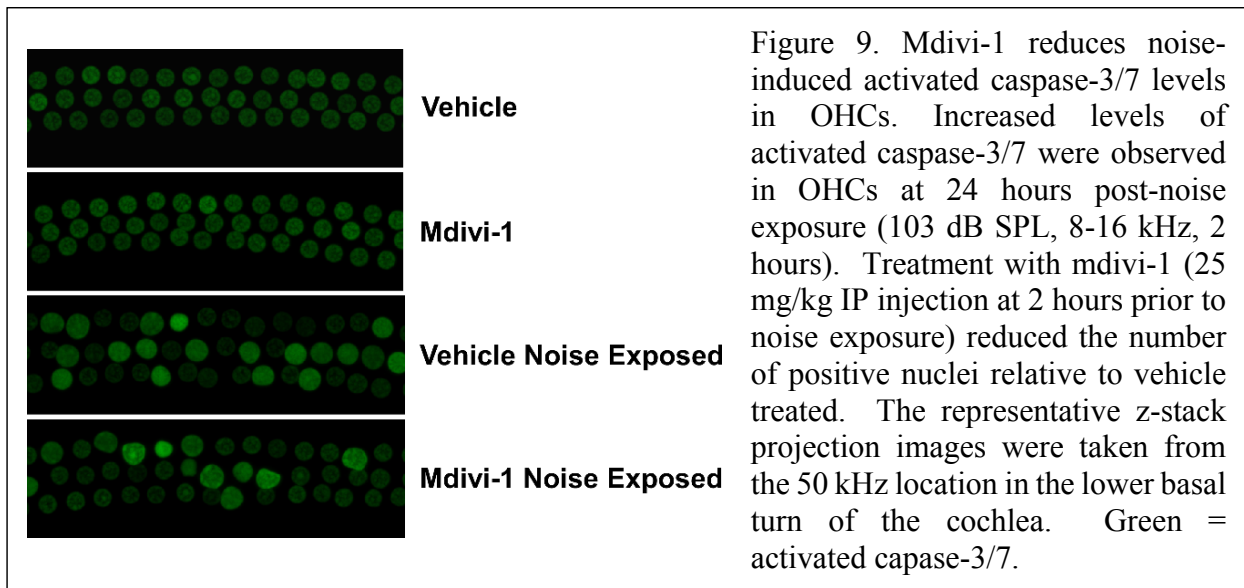 Vehicle
Mdivi-1
Vehicle Noise Exposed
Mdivi-1 Noise Exposed
Figure 9. Mdivi-1 reduces noise-
induced activated caspase-3/7 levels
in OHCs. Increased levels of
activated caspase-3/7 were observed
in OHCs at 24 hours post-noise
exposure (103 dB SPL, 8-16 kHz, 2
hours). Treatment with mdivi-1 (25
mg/kg IP injection at 2 hours prior to
noise exposure) reduced the number
of positive nuclei relative to vehicle
treated. The representative z-stack
projection images were taken from
the 50 kHz location in the lower basal
turn of the cochlea. Green =
activated capase-3/7.